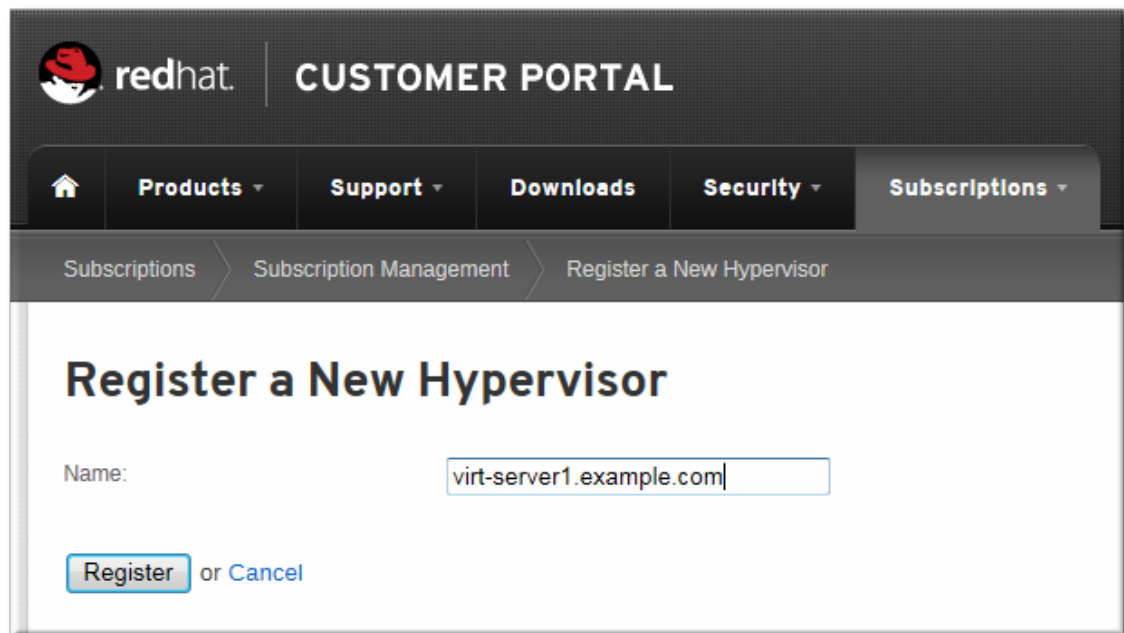 redhat. CUSTOMER PORTAL
Products Support Downloads Security Subscriptions
Subscriptions Subscription Management Register a New Hypervisor
Register a New Hypervisor
Name: virt-server1.example.com
Register or Cancel